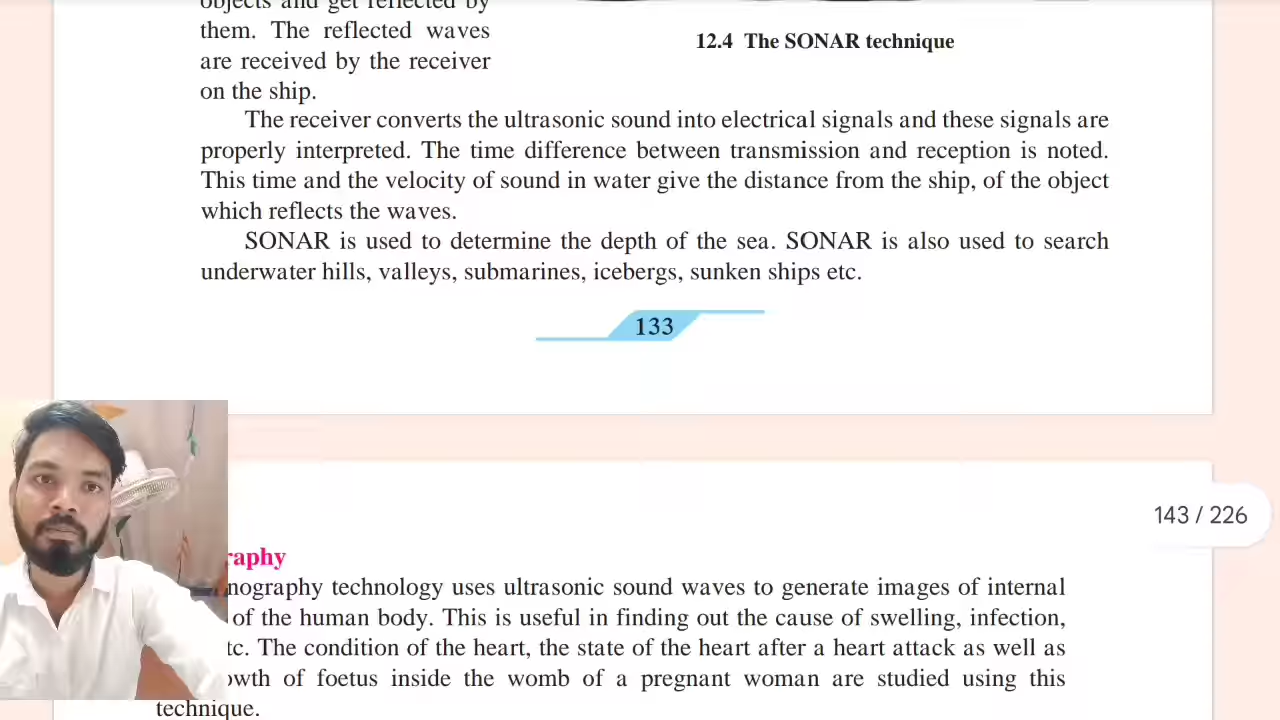 objects and get reflected by
them. The reflected waves
are received by the receiver
on the ship.
12.4 The SONAR technique
The receiver converts the ultrasonic sound into electrical signals and these signals are
properly interpreted. The time difference between transmission and reception is noted.
This time and the velocity of sound in water give the distance from the ship, of the object
which reflects the waves.
SONAR is used to determine the depth of the sea. SONAR is also used to search
underwater hills, valleys, submarines, icebergs, sunken ships etc.
133
143 / 226
raphy
nography technology uses ultrasonic sound waves to generate images of internal
of the human body. This is useful in finding out the cause of swelling, infection,
tc. The condition of the heart, the state of the heart after a heart attack as well as
owth of foetus inside the womb of a pregnant woman are studied using this
technique.